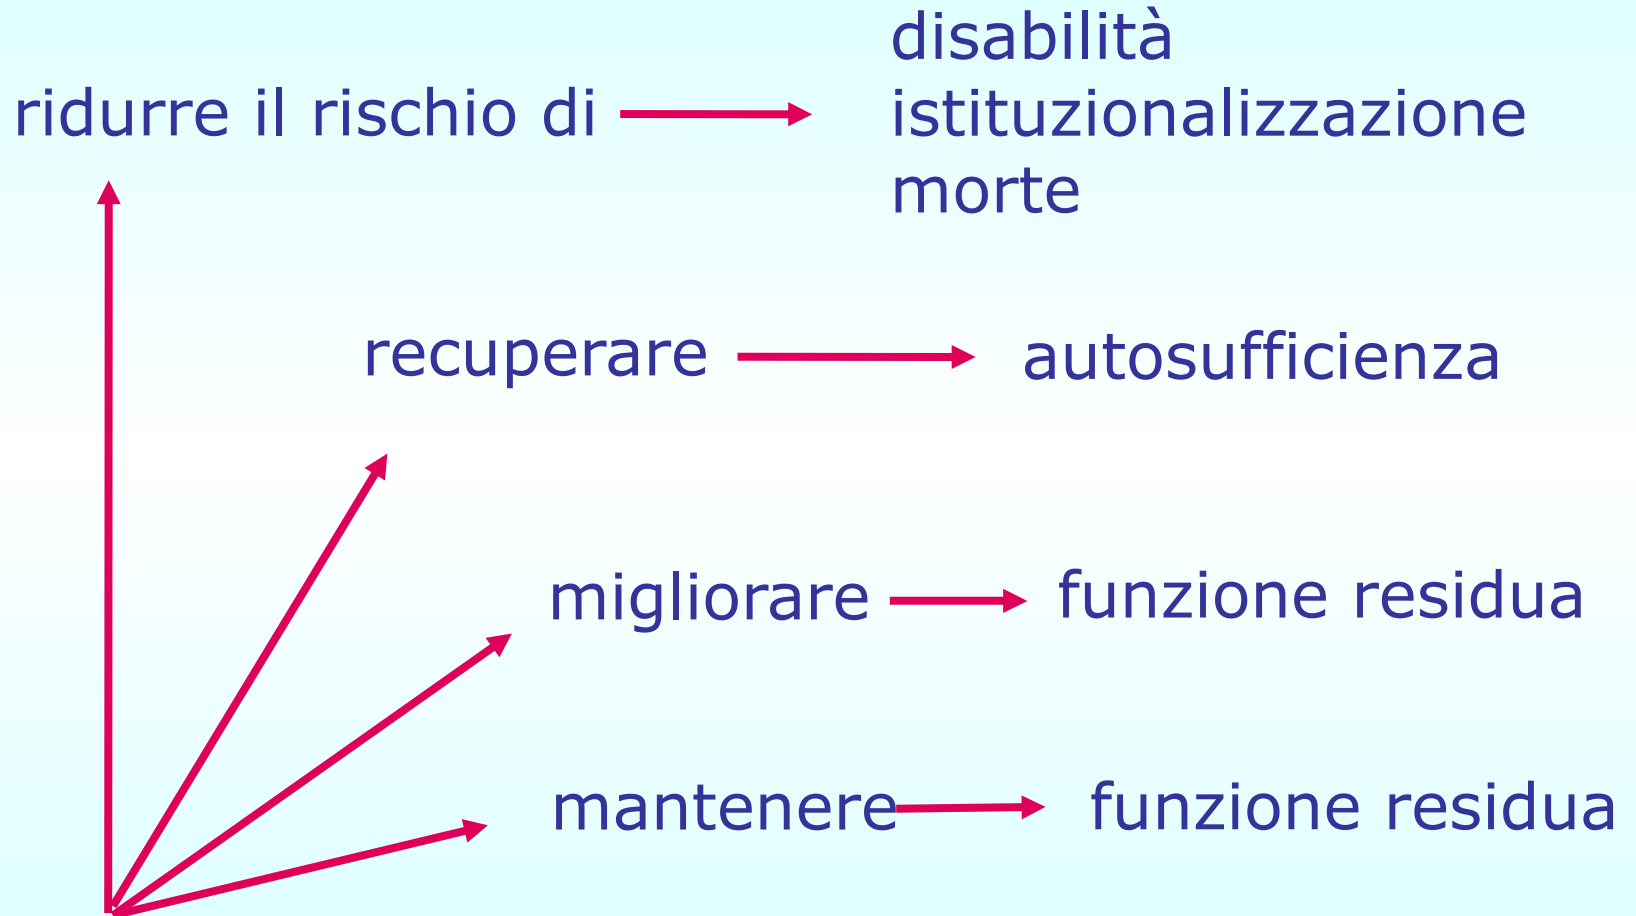 disabilità
ridurre il rischio di istituzionalizzazione
morte
recuperare autosufficienza
migliorare funzione residua
mantenere funzione residua